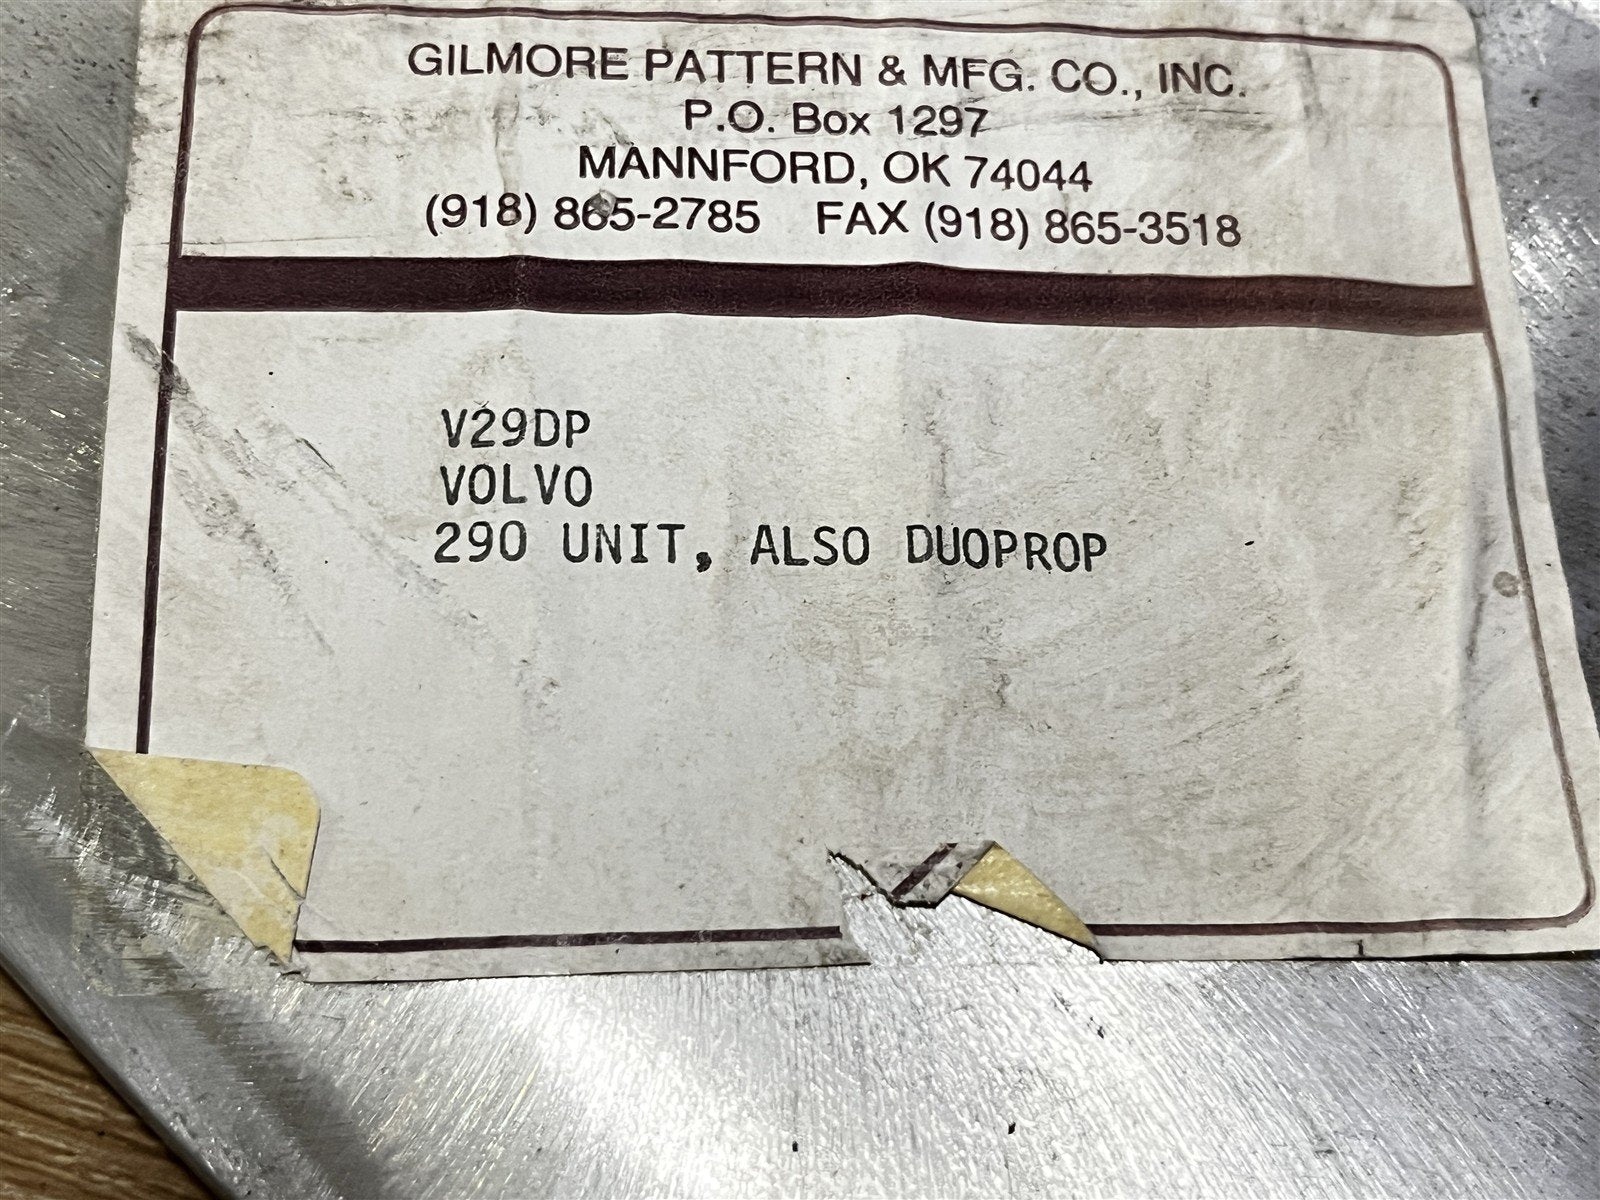 GILMORE PATTERN & MFG. CO., INC.
P.O. Box 1297
MANNFORD, OK 74044
(918) 865-2785 FAX (918) 865-3518
V29DP
VOLVO
290 UNIT, ALSO DUOPROP